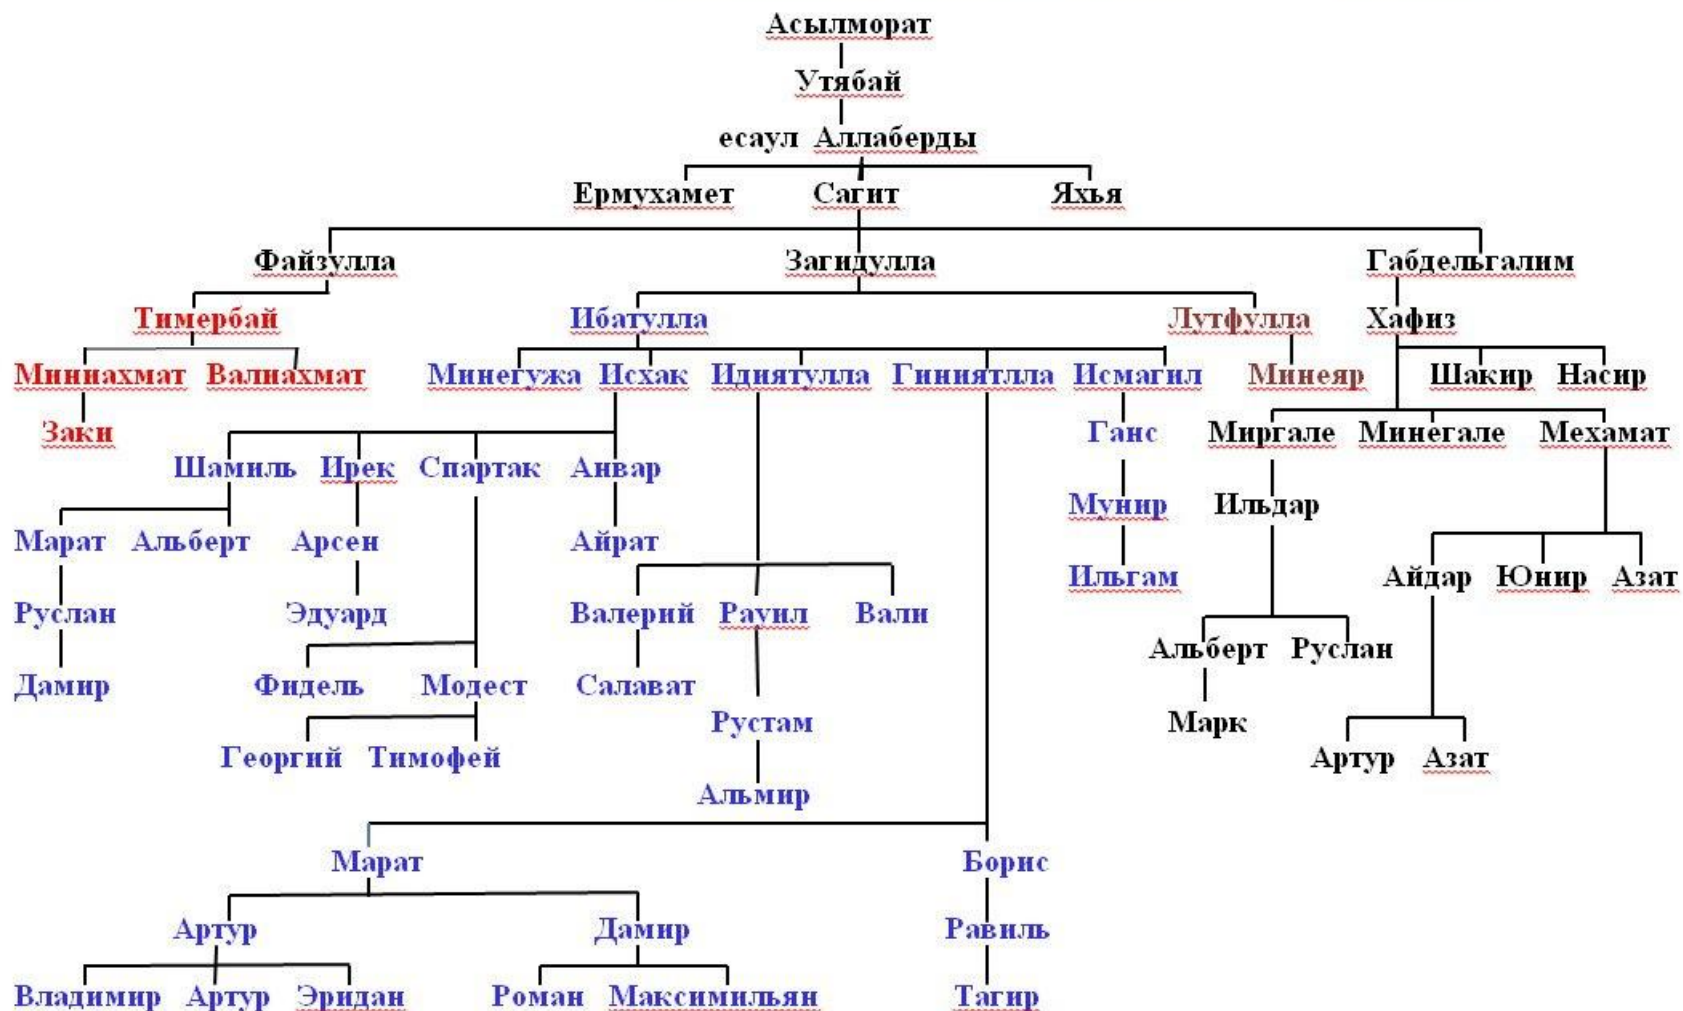 Асылморат
Утябай
есаул Аллаберды
Ермухамет Сагит Яхья
Файзулла Загидулла Габдельгалим
Тимербай Ибатулла Лутфулла Хафиз
Миниахмат Валиахмат Минегужа Исхак Идиятулла Гиниятлла Исмагил Минеяр Шакир Насир
Заки Ганс Миргале Минегале Мехамат
Шамиль Ирек Спартак Анвар
Мунир Ильдар
Марат Альберт Арсен Айрат
Ильгам Айдар Юнир Азат
Руслан Эдуард Валерий Рауил Вали
Альберт Руслан
Дамир Фидель Модест Салават
Рустам Марк
Георгий Тимофей Артур Азат
Альмир
Марат Борис
Артур Дамир Равиль
Владимир Артур Эридан Роман Максимильян Тагир